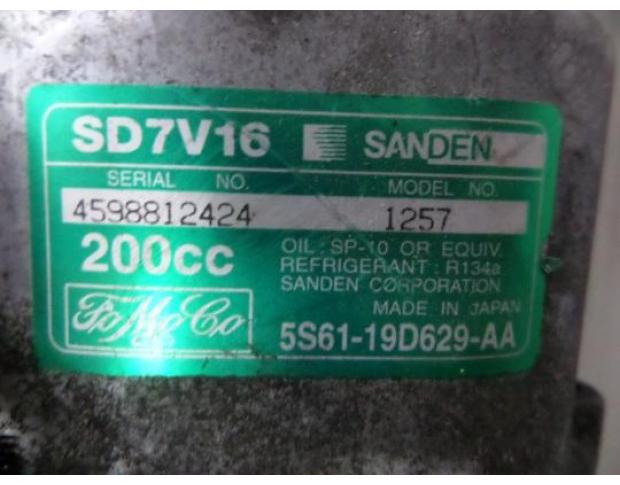 SD7V16 SANDEN
SERIAL NO. MODEL NO.
4598812424 1257
200cc
OIL : SP-10 OR EQUIV.
REFRIGERANT : R134a
SANDEN CORPORATION
MADE IN JAPAN
FoMoCo
5S61-19D629-AA